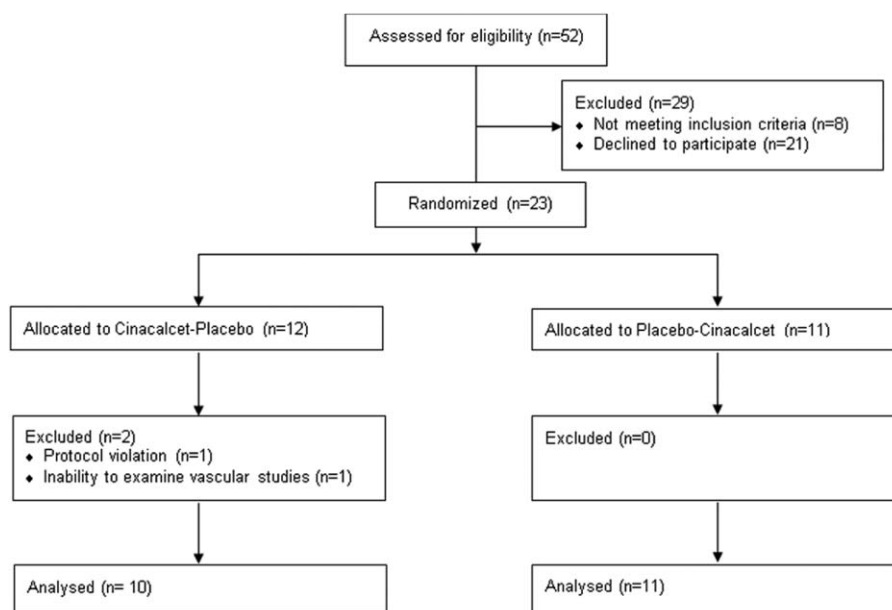 Assessed for eligibility (n=52)
Excluded (n=29)
♦ Not meeting inclusion criteria (n=8)
♦ Declined to participate (n=21)
Randomized (n=23)
Allocated to Cinacalcet-Placebo (n=12)
Allocated to Placebo-Cinacalcet (n=11)
Excluded (n=2)
♦ Protocol violation (n=1)
♦ Inability to examine vascular studies (n=1)
Excluded (n=0)
Analysed (n= 10)
Analysed (n=11)